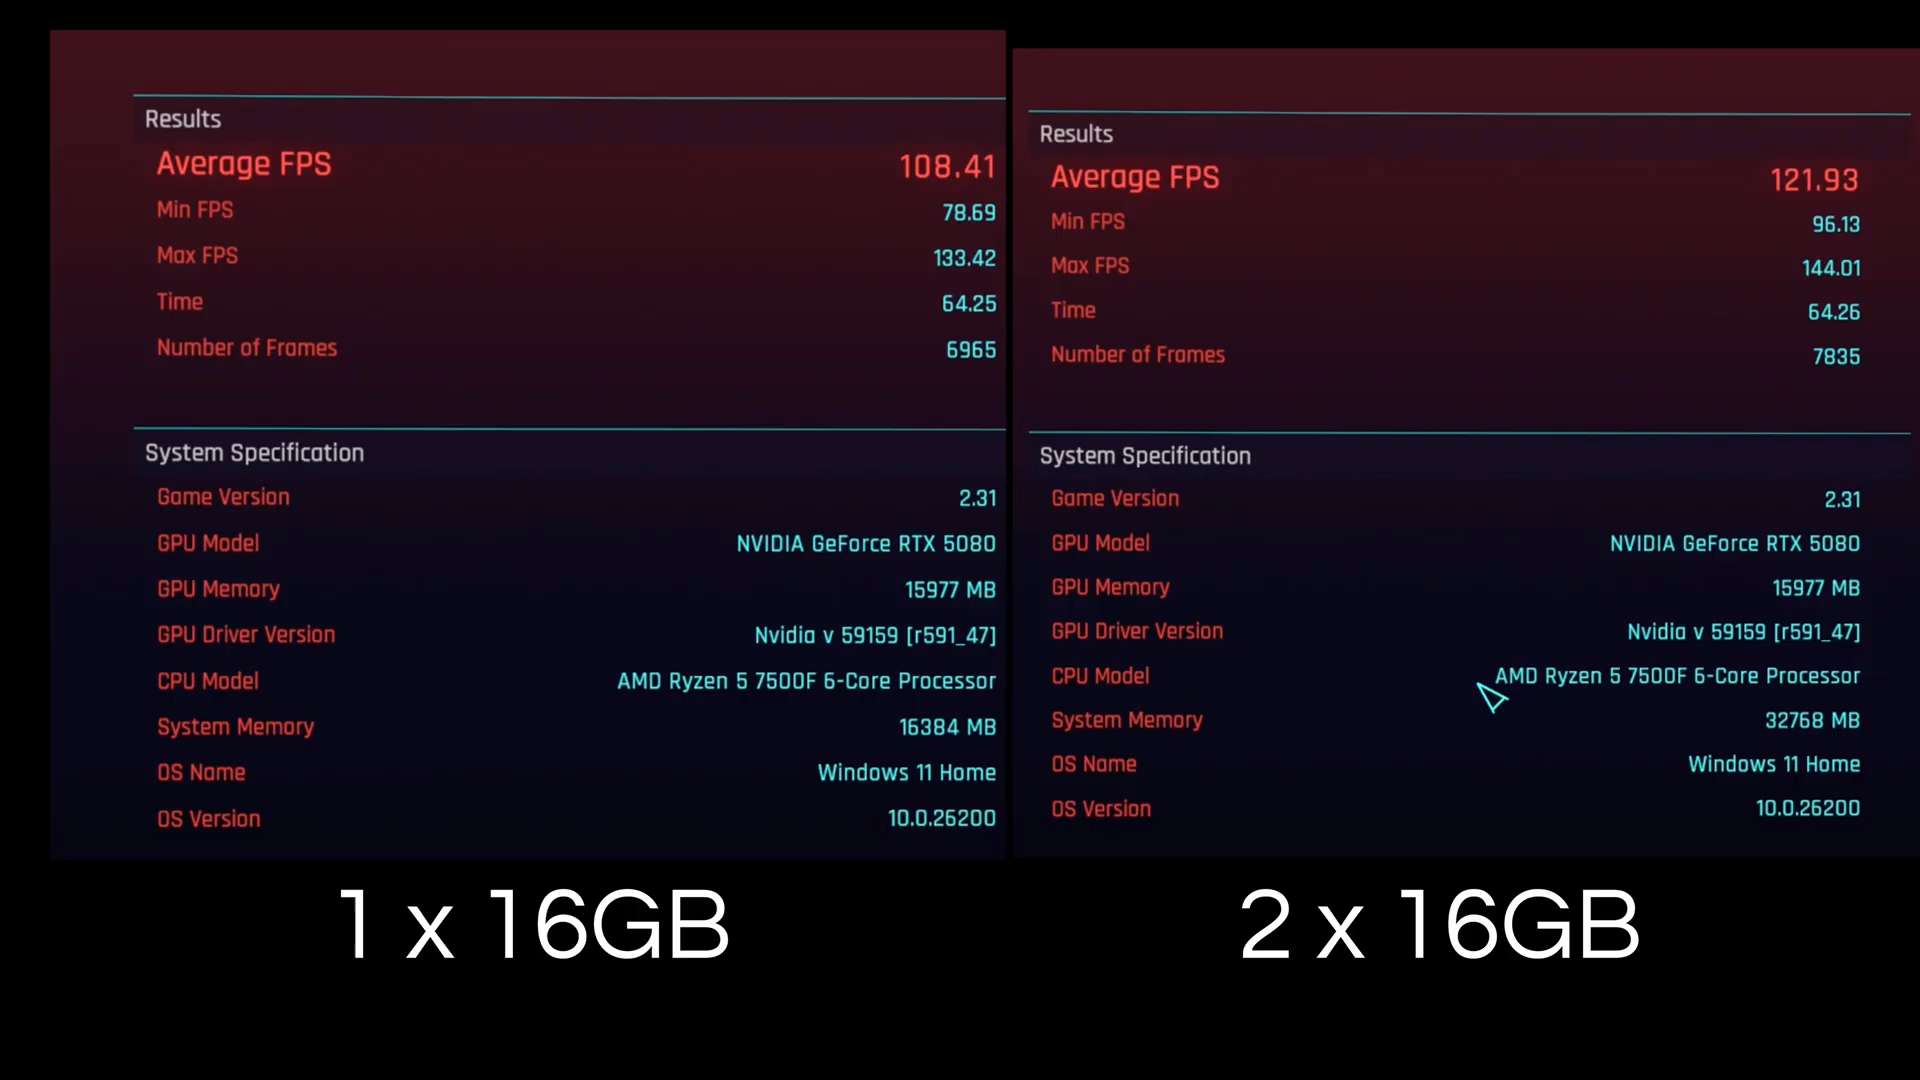 Results
Average FPS 108.41
Min FPS 78.69
Max FPS 133.42
Time 64.25
Number of Frames 6965
System Specification
Game Version 2.31
GPU Model NVIDIA GeForce RTX 5080
GPU Memory 15977 MB
GPU Driver Version Nvidia v 59159 [r591_47]
CPU Model AMD Ryzen 5 7500F 6-Core Processor
System Memory 16384 MB
OS Name Windows 11 Home
OS Version 10.0.26200
1 x 16GB
Results
Average FPS 121.93
Min FPS 96.13
Max FPS 144.01
Time 64.26
Number of Frames 7835
System Specification
Game Version 2.31
GPU Model NVIDIA GeForce RTX 5080
GPU Memory 15977 MB
GPU Driver Version Nvidia v 59159 [r591_47]
CPU Model AMD Ryzen 5 7500F 6-Core Processor
System Memory 32768 MB
OS Name Windows 11 Home
OS Version 10.0.26200
2 x 16GB